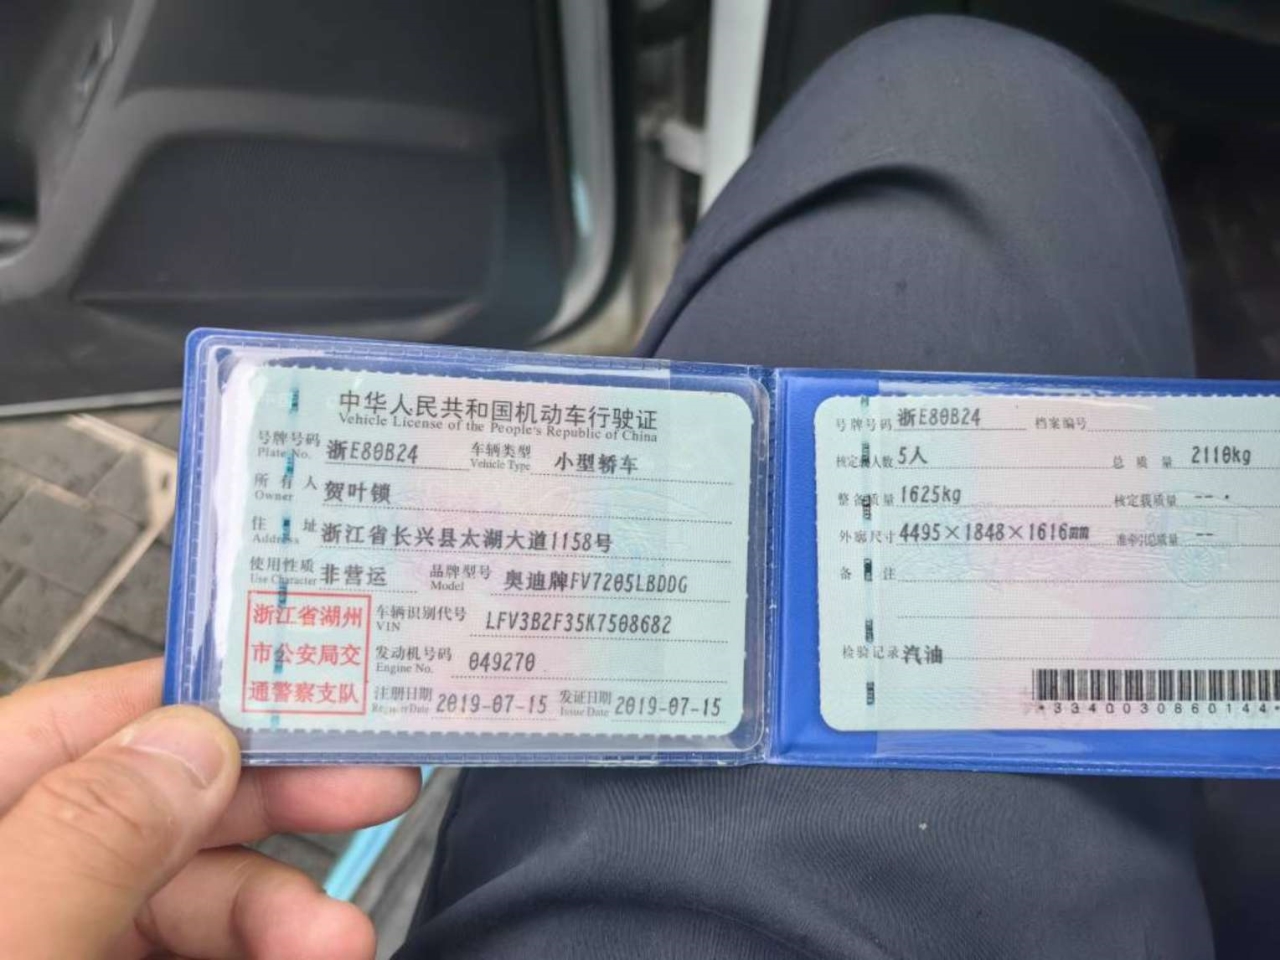 中华人民共和国机动车行驶证
Vehicle License of the People's Republic of China
号牌号码 Plate No. 浙E80B24 车辆类型 Vehicle Type 小型轿车
所有人 Owner 贺叶锁
住址 Address 浙江省长兴县太湖大道1158号
使用性质 Use Character 非营运 品牌型号 Model 奥迪牌FV7205LBDDG
浙江省湖州
市公安局交
通警察支队
车辆识别代号 VIN LFV3B2F35K7508682
发动机号码 Engine No. 049270
注册日期 Register Date 2019-07-15 发证日期 Issue Date 2019-07-15
号牌号码 浙E80B24 档案编号
核定载人数 5人 总质量 2110kg
整备质量 1625kg 核定载质量 --
外廓尺寸 4495×1848×1616mm 准牵引总质量 --
备注
检验记录 汽油
*3340030860144*